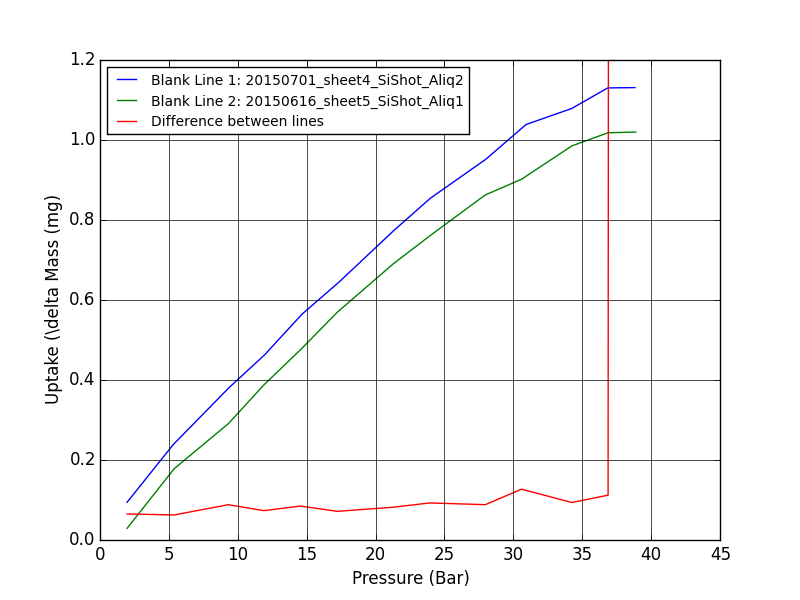 Blank Line 1: 20150701_sheet4_SiShot_Aliq2
Blank Line 2: 20150616_sheet5_SiShot_Aliq1
Difference between lines
Uptake (\delta Mass (mg)
1.2
1.0
0.8
0.6
0.4
0.2
0.0
0 5 10 15 20 25 30 35 40 45
Pressure (Bar)